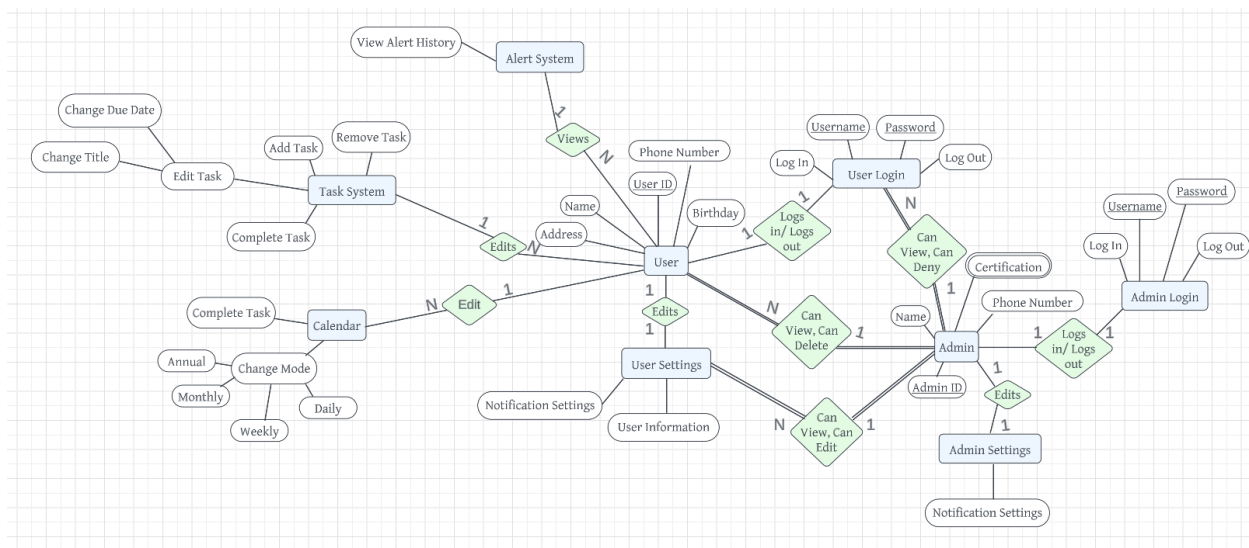 View Alert History
Alert System
Change Due Date
Change Title
Edit Task
Add Task
Remove Task
Task System
Complete Task
1
Views
N
Phone Number
User ID
Name
Birthday
Address
User
1
Edits
N
Username
Password
Log In
Log Out
User Login
1
Logs
in/ Logs
out
1
N
Can
View, Can
Deny
1
Password
Username
Log In
Log Out
Admin Login
Certification
Phone Number
Name
Admin
Admin ID
1
Logs
in/ Logs
out
1
Complete Task
Calendar
N
Edit
1
Annual
Change Mode
Monthly
Daily
Weekly
1
Edits
1
N
Can
View, Can
Delete
1
User Settings
Notification Settings
User Information
N
Can
View, Can
Edit
1
1
Edits
1
Admin Settings
Notification Settings